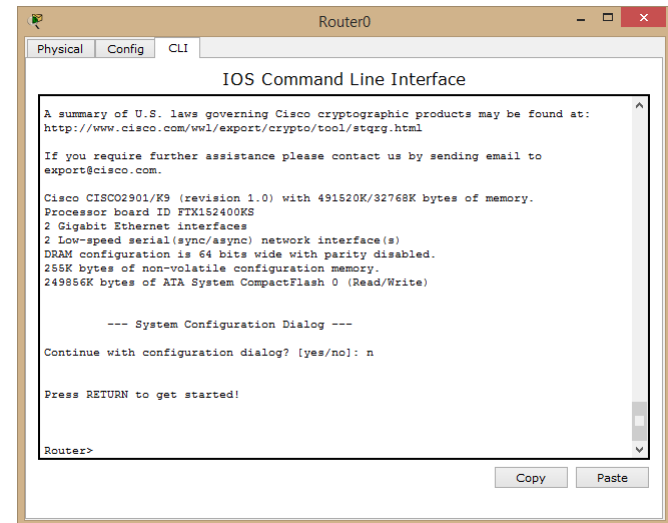 Router0
Physical Config CLI
IOS Command Line Interface
A summary of U.S. laws governing Cisco cryptographic products may be found at:
http://www.cisco.com/wwl/export/crypto/tool/stqrg.html
If you require further assistance please contact us by sending email to
export@cisco.com.
Cisco CISCO2901/K9 (revision 1.0) with 491520K/32768K bytes of memory.
Processor board ID FTX152400KS
2 Gigabit Ethernet interfaces
2 Low-speed serial(sync/async) network interface(s)
DRAM configuration is 64 bits wide with parity disabled.
255K bytes of non-volatile configuration memory.
249856K bytes of ATA System CompactFlash 0 (Read/Write)
--- System Configuration Dialog ---
Continue with configuration dialog? [yes/no]: n
Press RETURN to get started!
Router>
Copy Paste